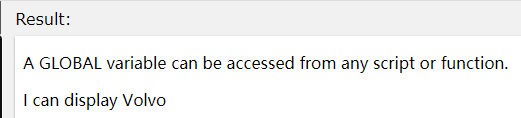 Result:
A GLOBAL variable can be accessed from any script or function.
I can display Volvo